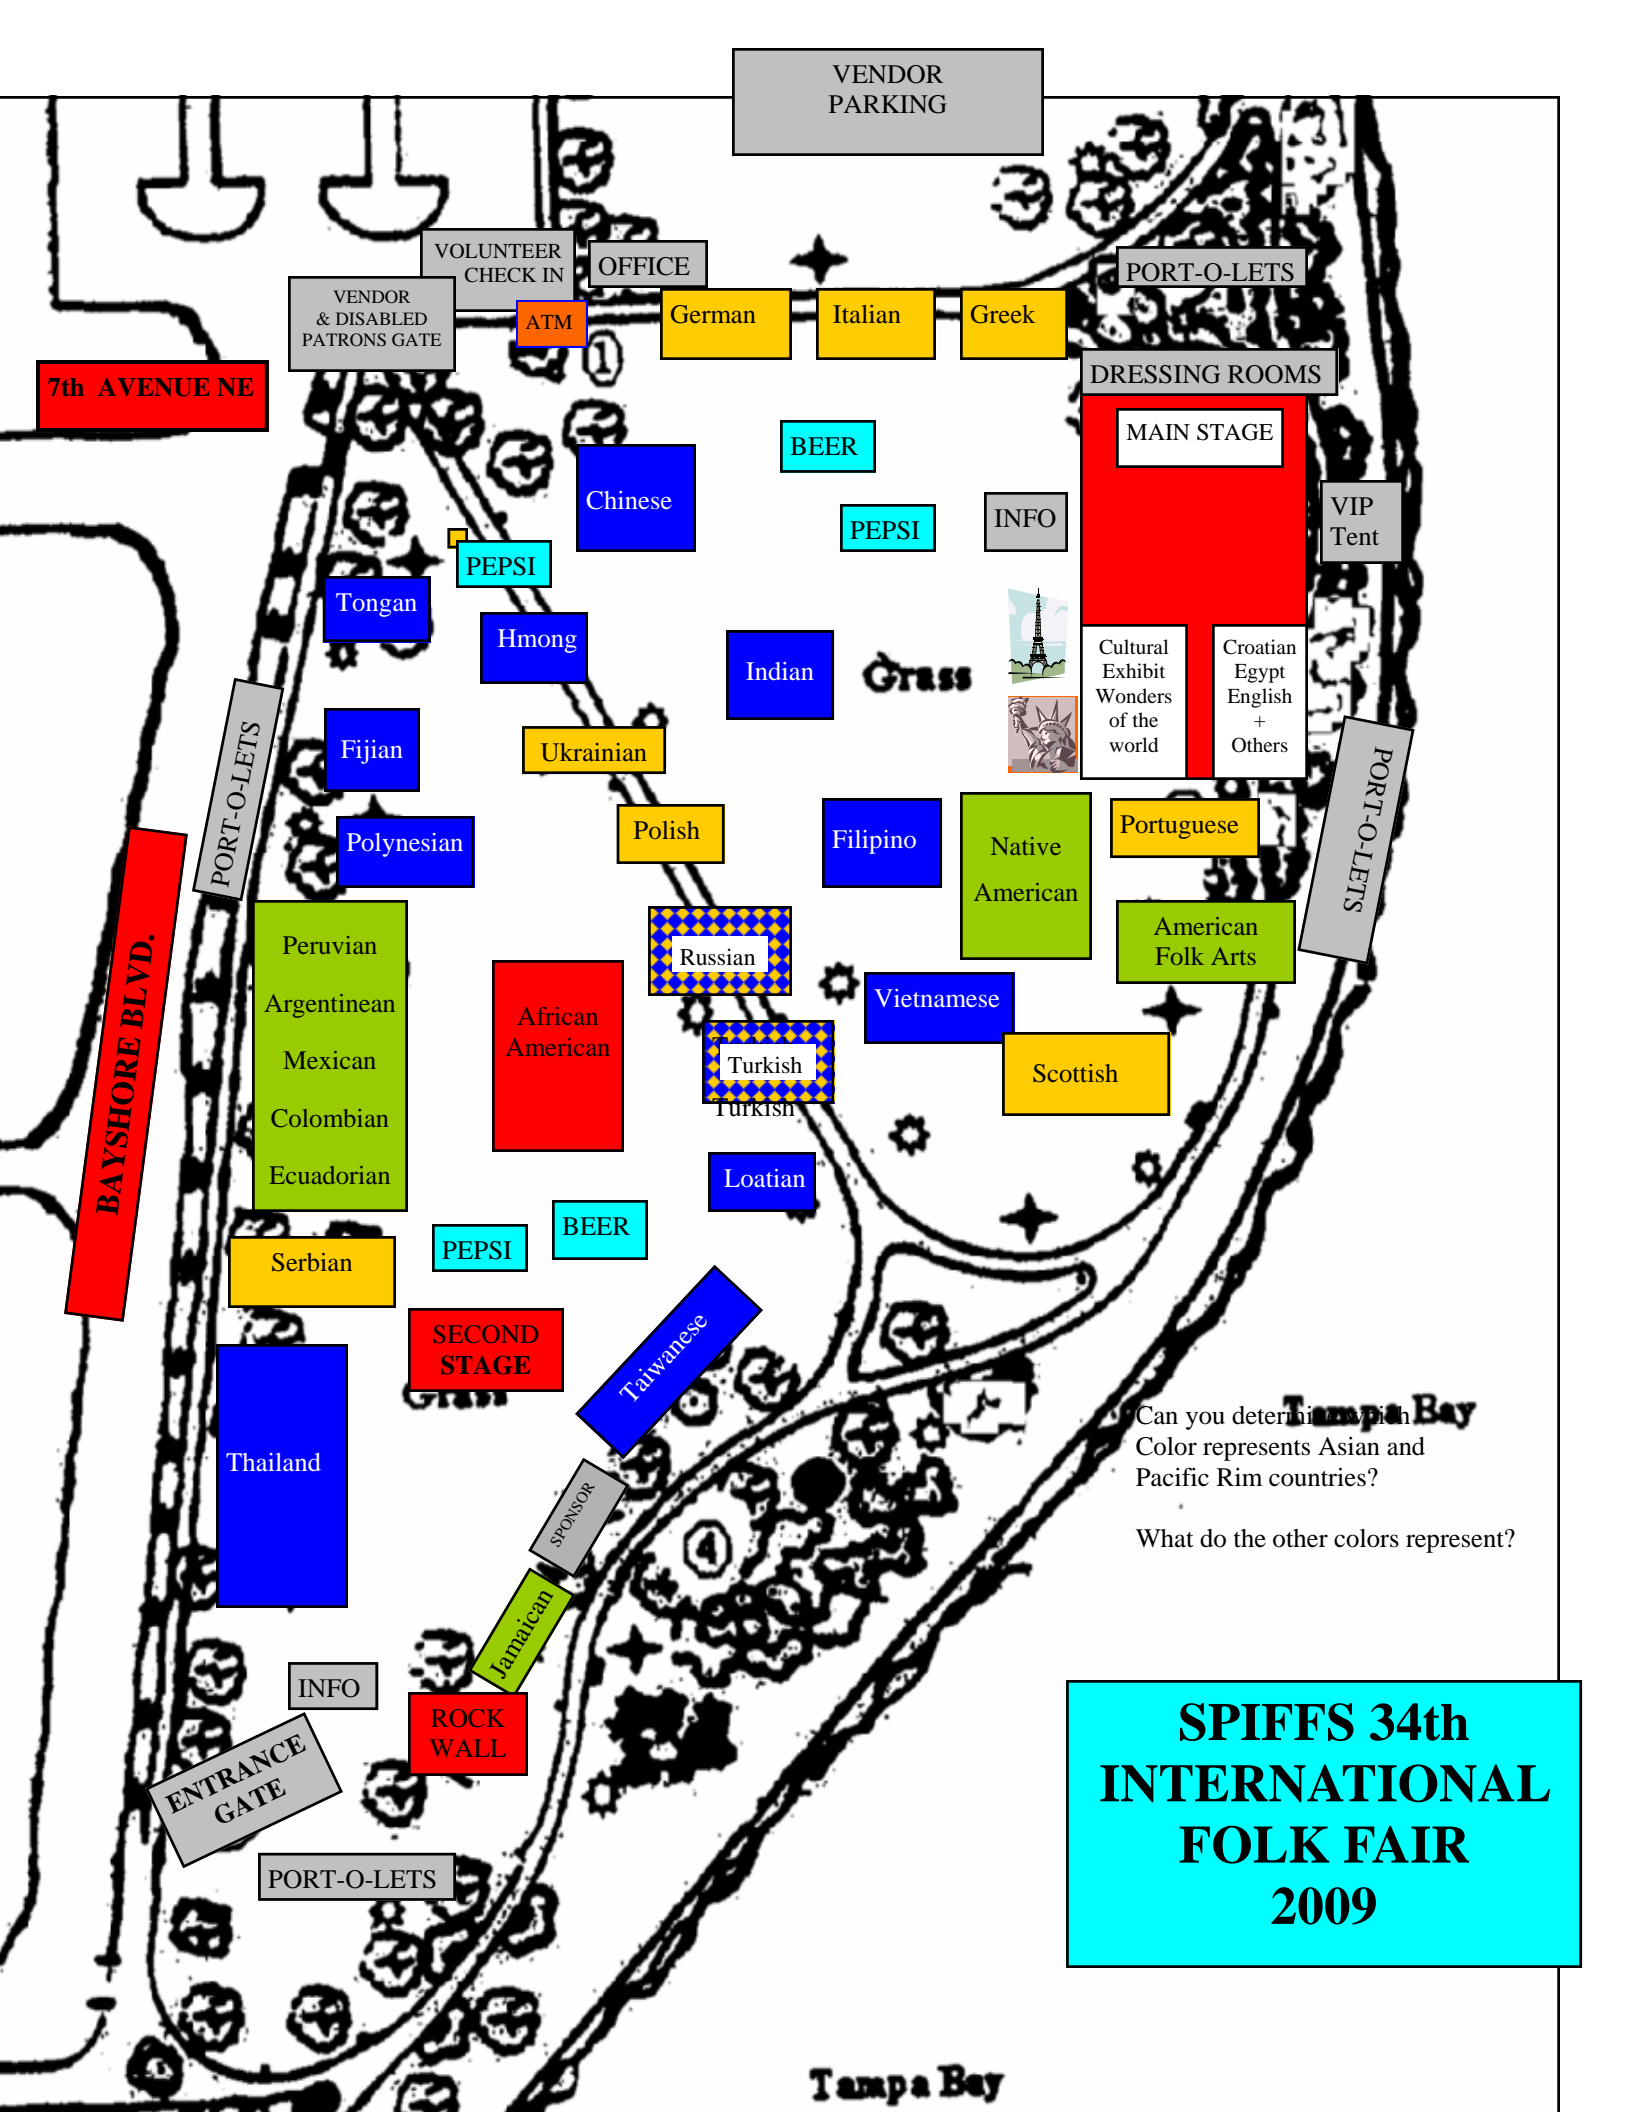 VENDOR
PARKING
VOLUNTEER
CHECK IN
OFFICE
PORT-O-LETS
VENDOR
& DISABLED
PATRONS GATE
ATM
German
Italian
Greek
1
7th AVENUE NE
DRESSING ROOMS
MAIN STAGE
BEER
Chinese
PEPSI
INFO
VIP
Tent
PEPSI
Tongan
Hmong
Indian
Grass
Cultural
Exhibit
Wonders
of the
world
Croatian
Egypt
English
+
Others
PORT-O-LETS
Fijian
Ukrainian
PORT-O-LETS
Polynesian
Polish
Filipino
Native
American
Portuguese
American
Folk Arts
BAYSHORE BLVD.
Peruvian
Argentinean
Mexican
Colombian
Ecuadorian
African
American
Russian
Vietnamese
Turkish
Turkish
Scottish
Loatian
Serbian
PEPSI
BEER
SECOND
STAGE
Grass
Taiwanese
Thailand
SPONSOR
Jamaican
4
Tampa Bay
Can you determine which
Color represents Asian and
Pacific Rim countries?
What do the other colors represent?
INFO
ROCK
WALL
ENTRANCE
GATE
PORT-O-LETS
SPIFFS 34th
INTERNATIONAL
FOLK FAIR
2009
Tampa Bay